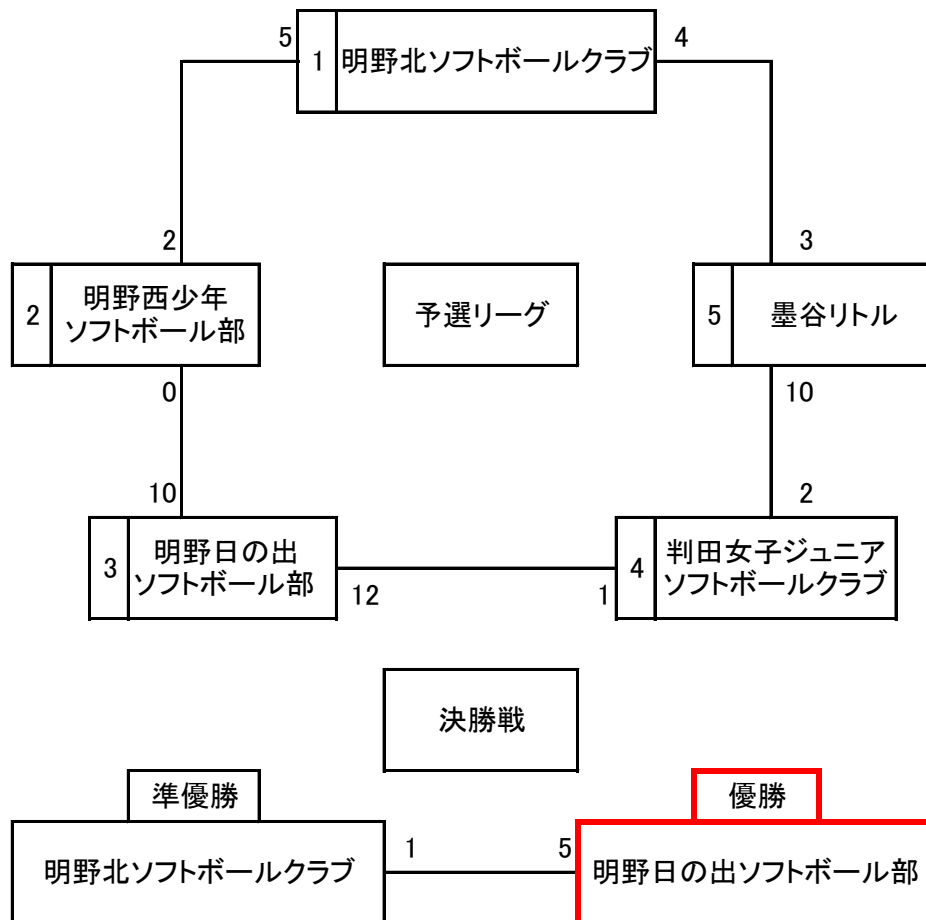 5
4
1
明野北ソフトボールクラブ
2
3
2
明野西少年
ソフトボール部
予選リーグ
5
墨谷リトル
0
10
10
2
3
明野日の出
ソフトボール部
4
判田女子ジュニア
ソフトボールクラブ
12
1
決勝戦
準優勝
優勝
明野北ソフトボールクラブ
1
5
明野日の出ソフトボール部